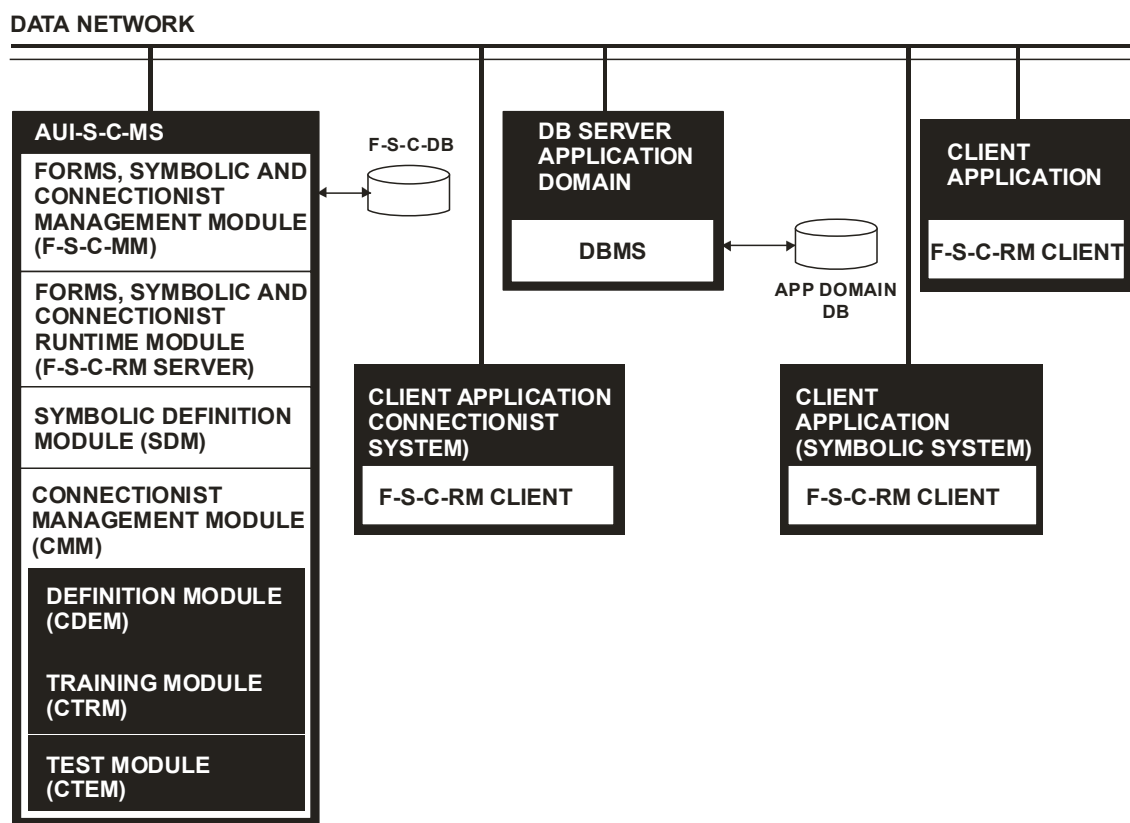 DATA NETWORK
AUI-S-C-MS
FORMS, SYMBOLIC AND
CONNECTIONIST
MANAGEMENT MODULE
(F-S-C-MM)
FORMS, SYMBOLIC AND
CONNECTIONIST
RUNTIME MODULE
(F-S-C-RM SERVER)
SYMBOLIC DEFINITION
MODULE (SDM)
CONNECTIONIST
MANAGEMENT MODULE
(CMM)
DEFINITION MODULE
(CDEM)
TRAINING MODULE
(CTRM)
TEST MODULE
(CTEM)
F-S-C-DB
CLIENT APPLICATION
CONNECTIONIST
SYSTEM)
F-S-C-RM CLIENT
DB SERVER
APPLICATION
DOMAIN
DBMS
APP DOMAIN
DB
CLIENT
APPLICATION
(SYMBOLIC SYSTEM)
F-S-C-RM CLIENT
CLIENT
APPLICATION
F-S-C-RM CLIENT